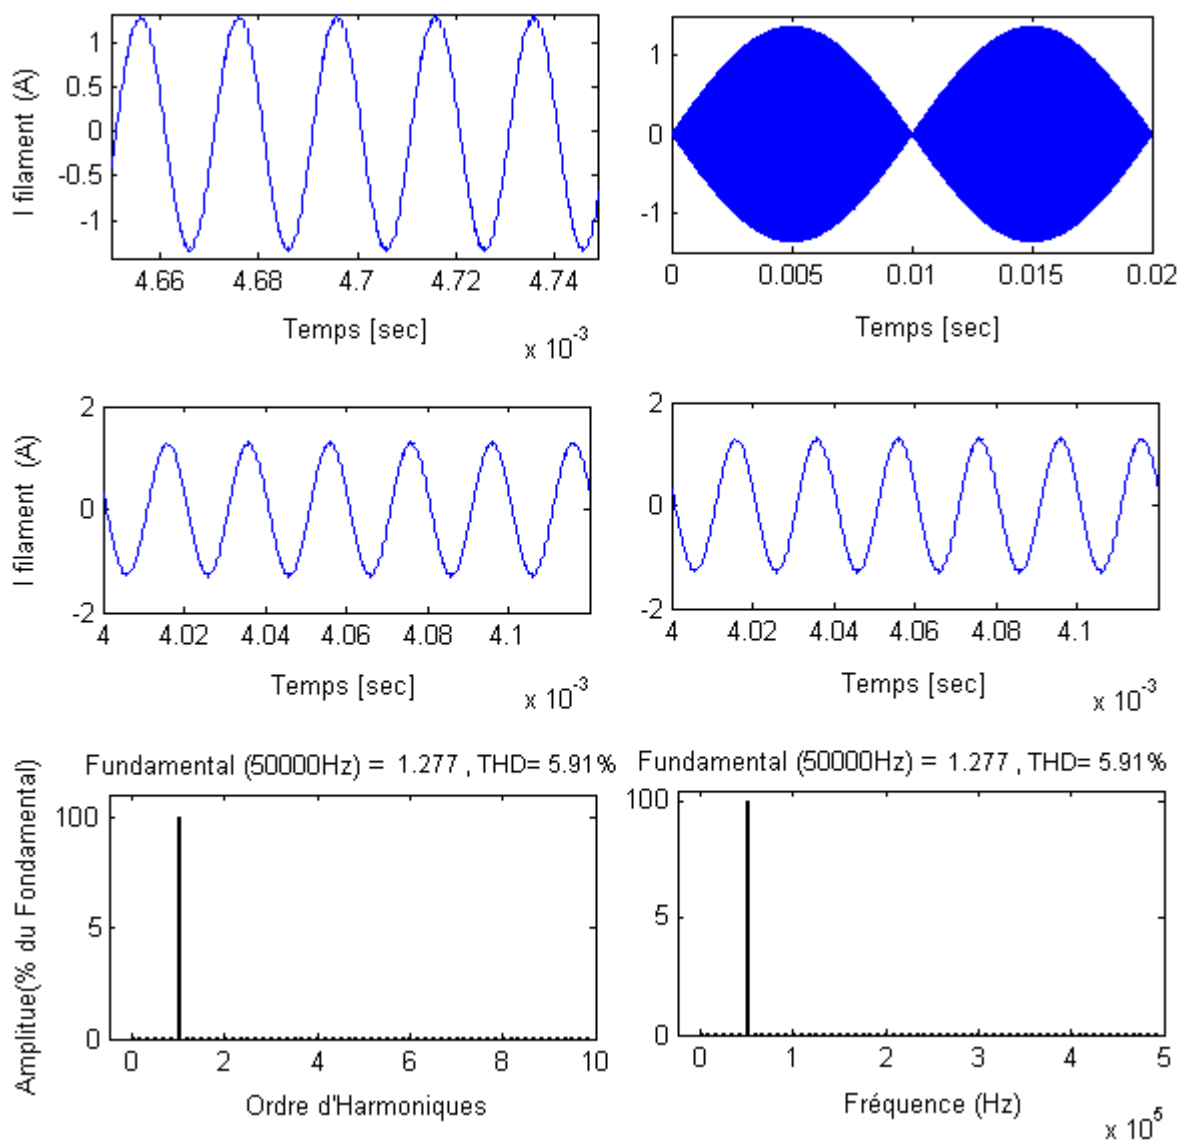 I filament (A)
1
0.5
0
-0.5
-1
4.66 4.68 4.7 4.72 4.74
Temps [sec]
x 10-3
1
0
-1
0 0.005 0.01 0.015 0.02
Temps [sec]
I filament (A)
2
0
-2
4 4.02 4.04 4.06 4.08 4.1
Temps [sec]
x 10-3
2
0
-2
4 4.02 4.04 4.06 4.08 4.1
Temps [sec]
x 10-3
Fundamental (50000Hz) = 1.277 , THD= 5.91%
Amplitue(% du Fondamental)
100
5
0
0 2 4 6 8 10
Ordre d'Harmoniques
Fundamental (50000Hz) = 1.277 , THD= 5.91%
100
5
0
0 1 2 3 4 5
Fréquence (Hz)
x 105